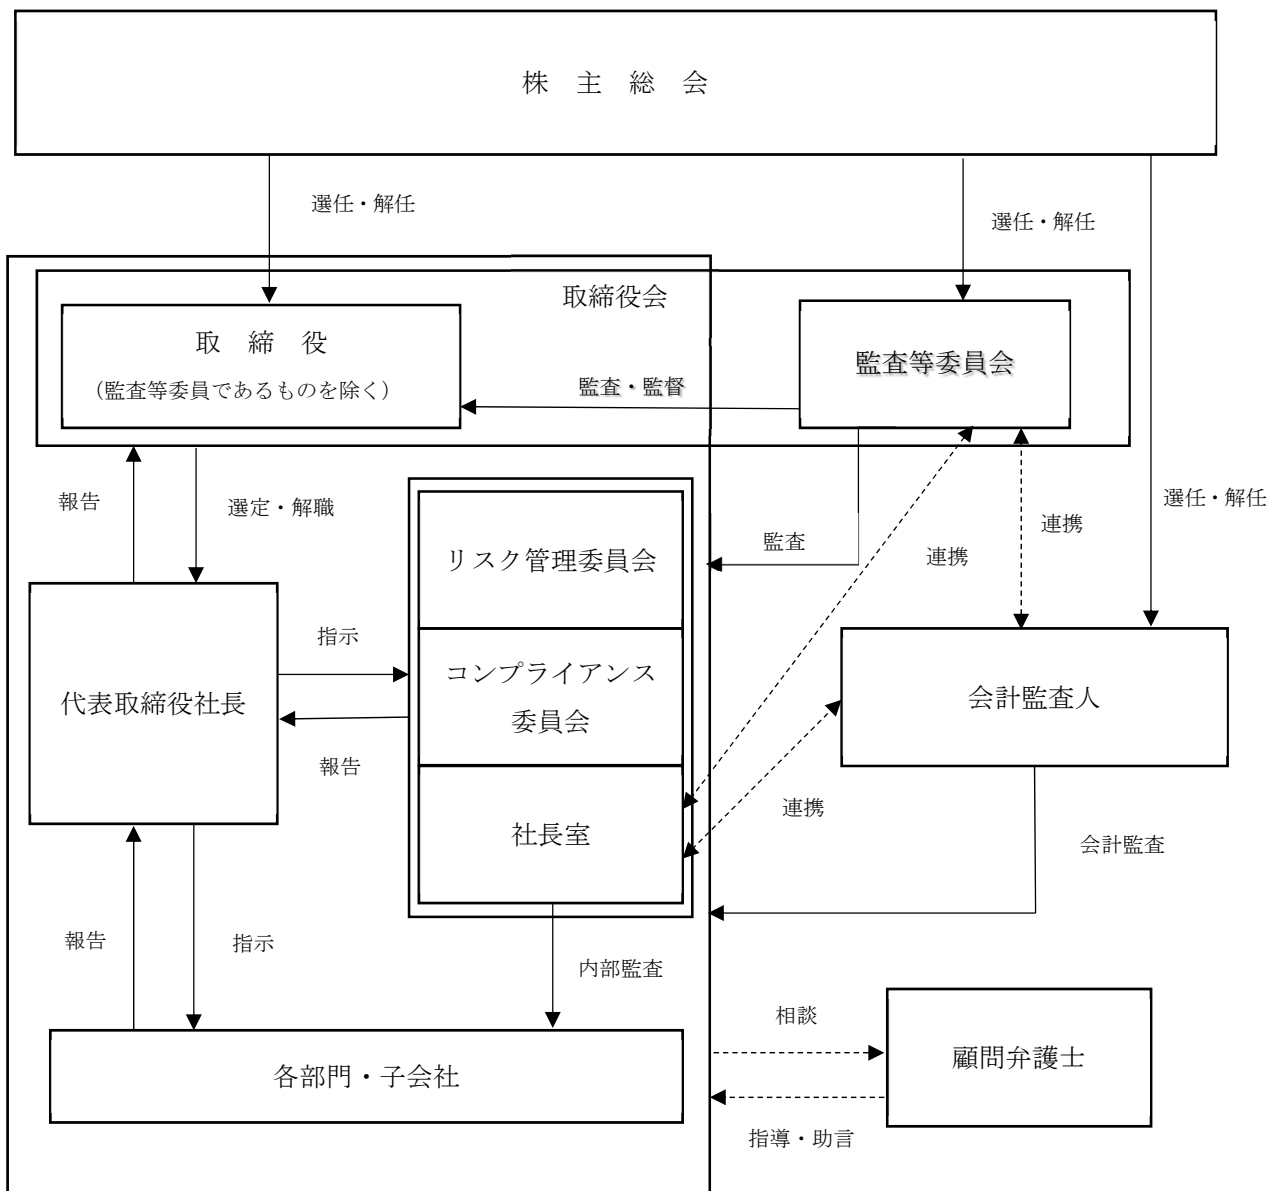 株 主 総 会
選任・解任
選任・解任
取締役会
取 締 役
（監査等委員であるものを除く）
監査等委員会
監査・監督
報告
選定・解職
選任・解任
連携
監査
連携
リスク管理委員会
指示
コンプライアンス
委員会
代表取締役社長
会計監査人
報告
連携
社長室
会計監査
報告
指示
内部監査
相談
顧問弁護士
各部門・子会社
指導・助言